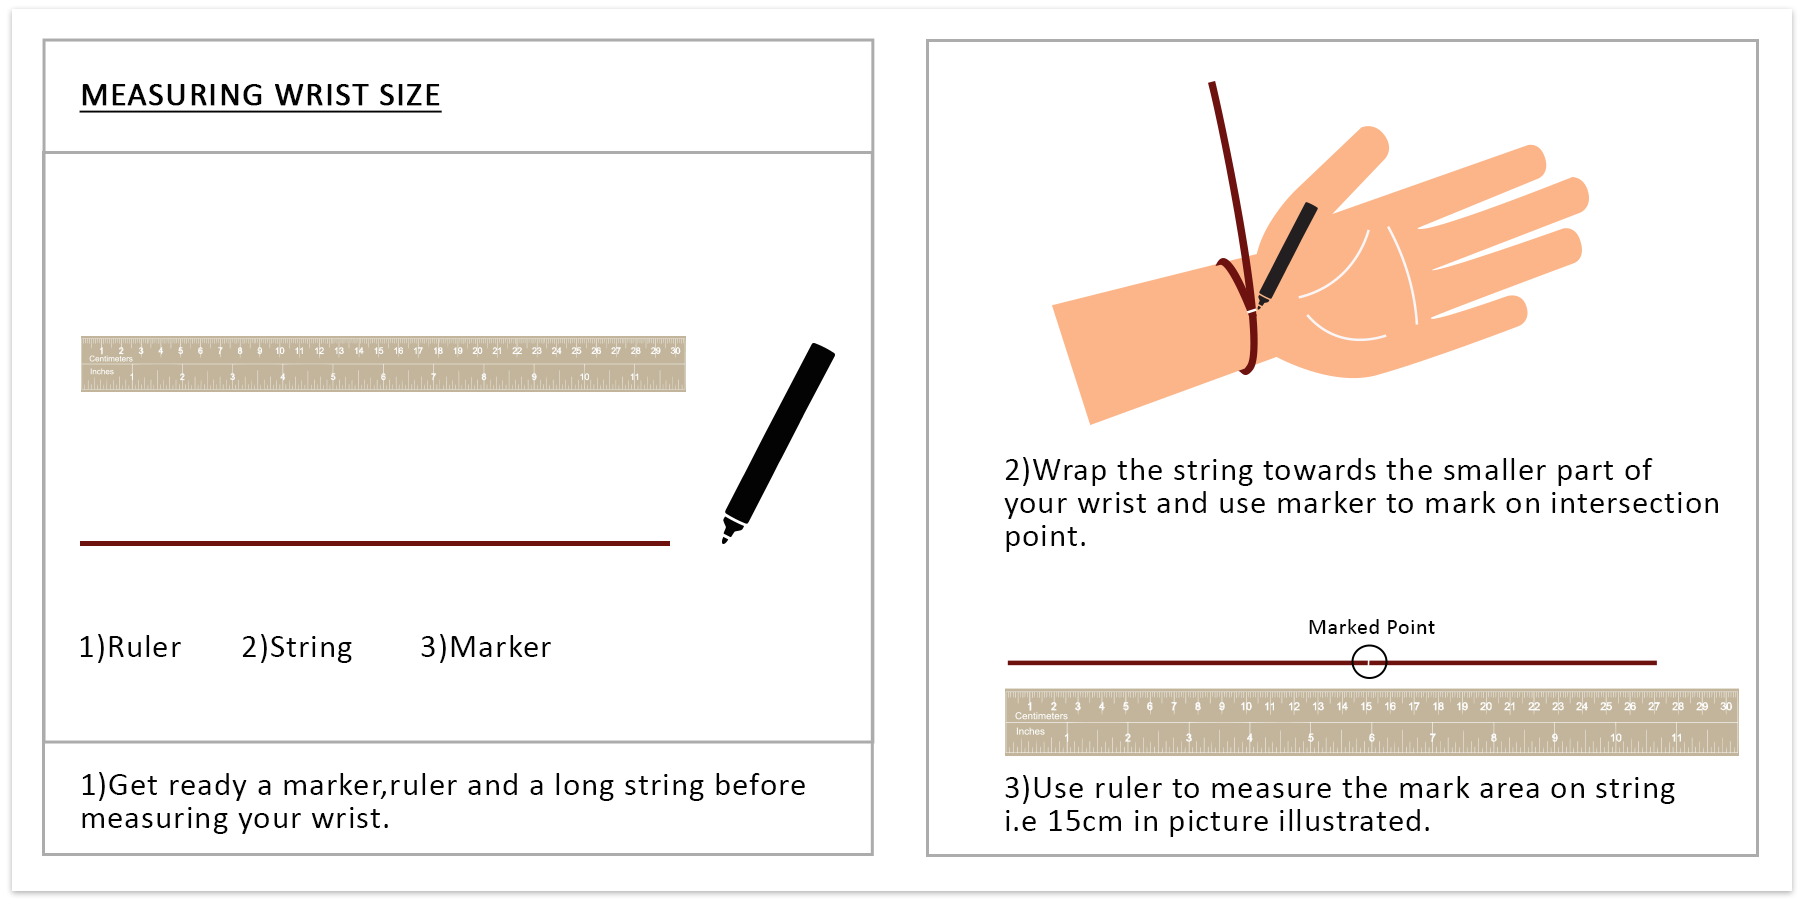 MEASURING WRIST SIZE
1 2 3 4 5 6 7 8 9 10 11 12 13 14 15 16 17 18 19 20 21 22 23 24 25 26 27 28 29 30
Centimeters
Inches
1 2 3 4 5 6 7 8 9 10 11
1)Ruler 2)String 3)Marker
1)Get ready a marker,ruler and a long string before
measuring your wrist.
2)Wrap the string towards the smaller part of
your wrist and use marker to mark on intersection
point.
Marked Point
1 2 3 4 5 6 7 8 9 10 11 12 13 14 15 16 17 18 19 20 21 22 23 24 25 26 27 28 29 30
Centimeters
Inches
1 2 3 4 5 6 7 8 9 10 11
3)Use ruler to measure the mark area on string
i.e 15cm in picture illustrated.